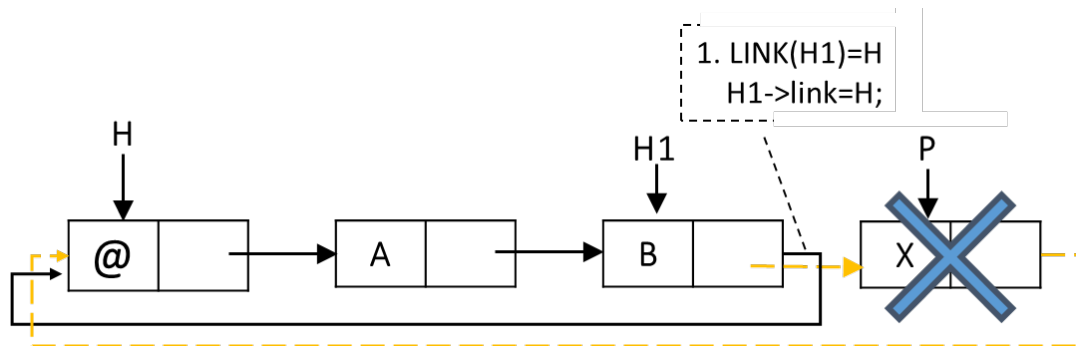 1. LINK(H1)=H
H1->link=H;
H
H1
P
@
A
B
X